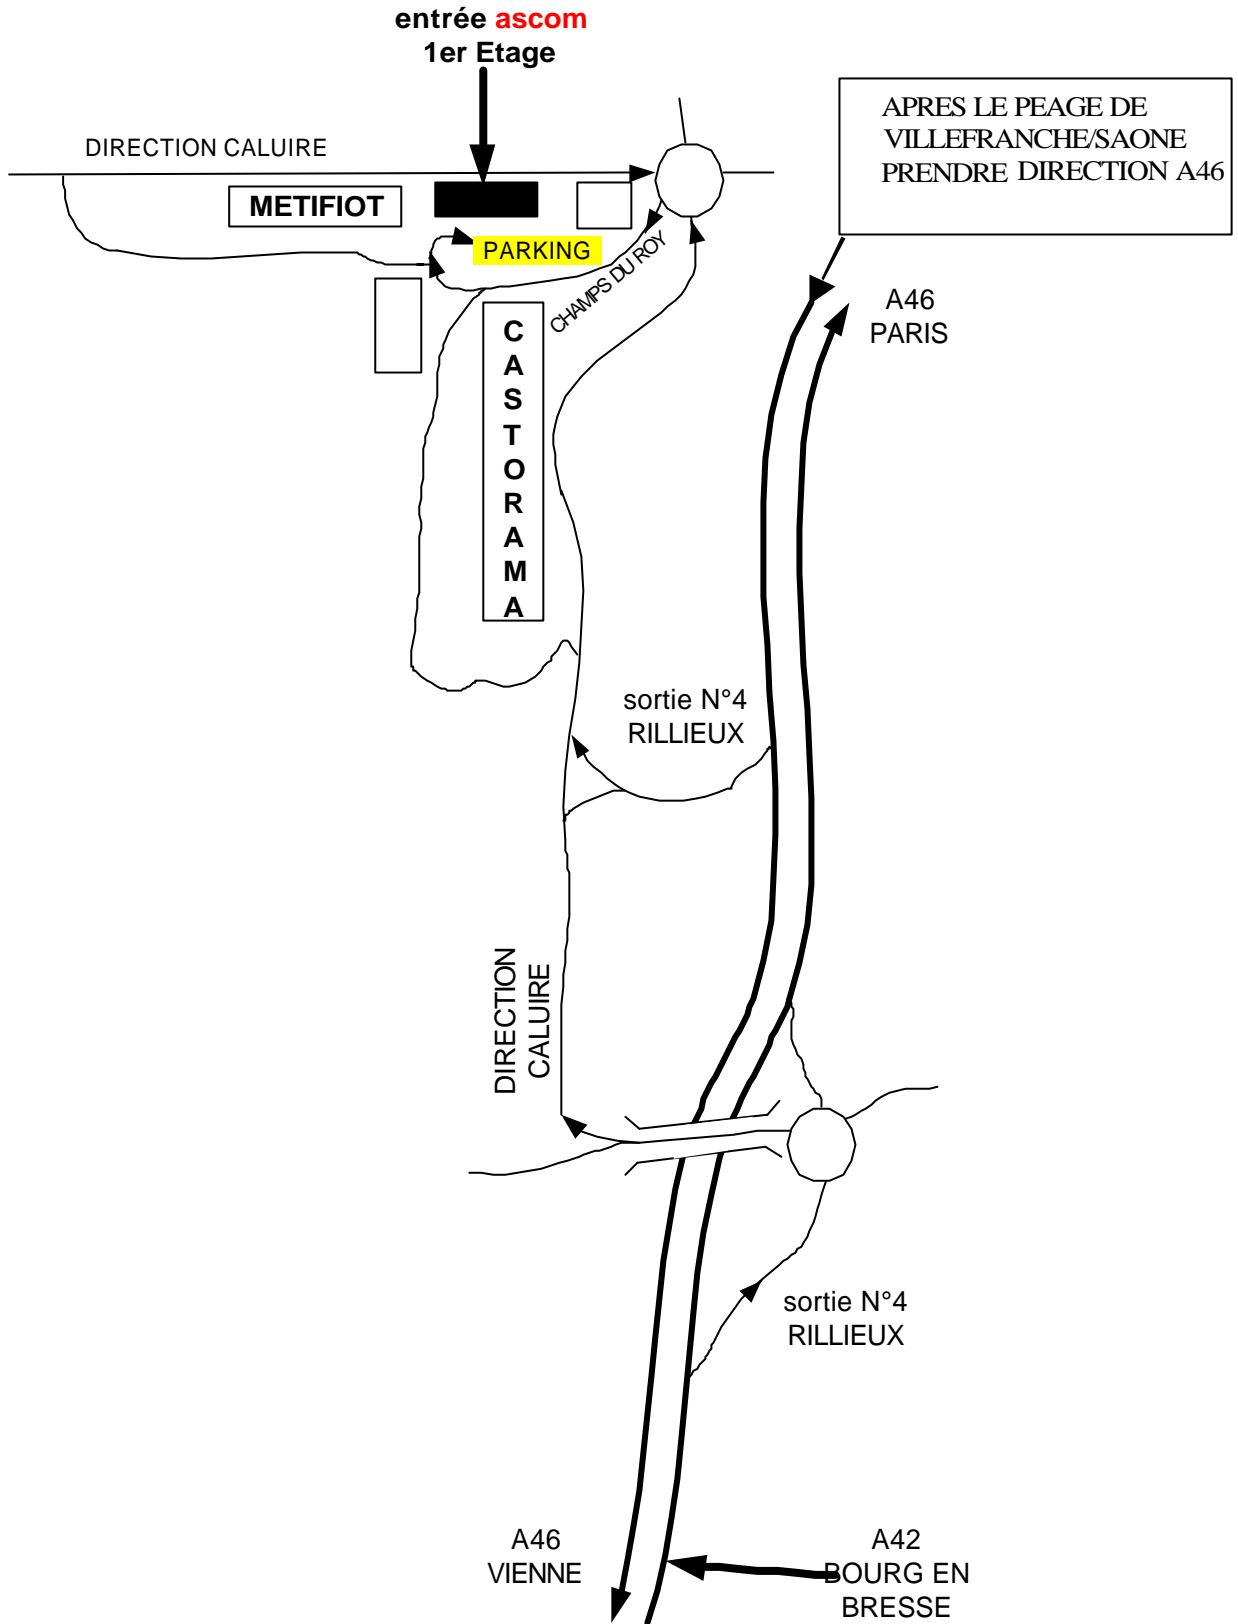 entrée ascom
1er Etage
APRES LE PEAGE DE
VILLEFRANCHE/SAONE
PRENDRE DIRECTION A46
DIRECTION CALUIRE
METIFIOT
PARKING
CHAMPS DU ROY
A46
PARIS
CASTORAMA
sortie N°4
RILLIEUX
DIRECTION
CALUIRE
sortie N°4
RILLIEUX
A46
VIENNE
A42
BOURG EN
BRESSE